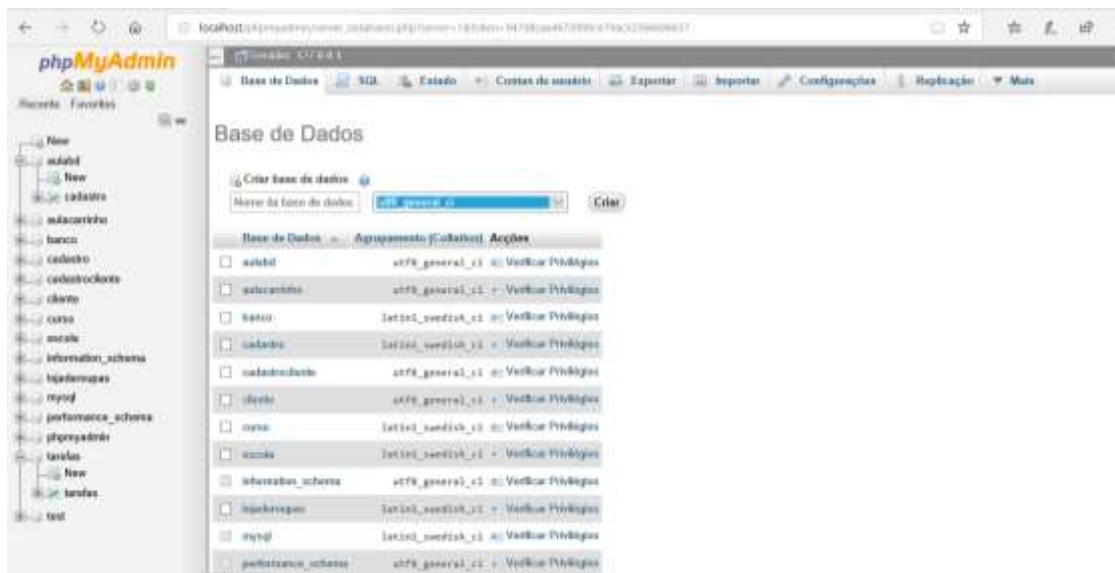 localhost
phpMyAdmin
Recente Favoritos
New
aulabd
New
cadastro
aulacarrinho
banco
cadastro
cadastrocliente
cliente
curso
escola
information_schema
lojaderoupas
mysql
performance_schema
phpmyadmin
tarefas
New
tarefas
test
Base de Dados SQL Estado Contas de usuário Exportar Importar Configurações Replicação Mais
Base de Dados
Criar base de dados
Nome da base de dados utf8_general_ci Criar
Base de Dados Agrupamento (Collation) Acções
aulabd utf8_general_ci Verificar Privilégios
aulacarrinho utf8_general_ci Verificar Privilégios
banco latin1_swedish_ci Verificar Privilégios
cadastro latin1_swedish_ci Verificar Privilégios
cadastrocliente utf8_general_ci Verificar Privilégios
cliente utf8_general_ci Verificar Privilégios
curso latin1_swedish_ci Verificar Privilégios
escola latin1_swedish_ci Verificar Privilégios
information_schema utf8_general_ci Verificar Privilégios
lojaderoupas latin1_swedish_ci Verificar Privilégios
mysql latin1_swedish_ci Verificar Privilégios
performance_schema utf8_general_ci Verificar Privilégios